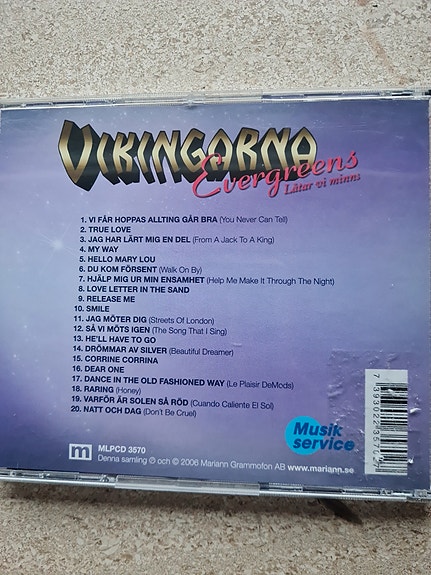 VIKINGARNA
Evergreens
Låtar vi minns
1. VI FÅR HOPPAS ALLTING GÅR BRA (You Never Can Tell)
2. TRUE LOVE
3. JAG HAR LÄRT MIG EN DEL (From A Jack To A King)
4. MY WAY
5. HELLO MARY LOU
6. DU KOM FÖRSENT (Walk On By)
7. HJÄLP MIG UR MIN ENSAMHET (Help Me Make It Through The Night)
8. LOVE LETTER IN THE SAND
9. RELEASE ME
10. SMILE
11. JAG MÖTER DIG (Streets Of London)
12. SÅ VI MÖTS IGEN (The Song That I Sing)
13. HE'LL HAVE TO GO
14. DRÖMMAR AV SILVER (Beautiful Dreamer)
15. CORRINE CORRINA
16. DEAR ONE
17. DANCE IN THE OLD FASHIONED WAY (Le Plaisir DeMods)
18. RARING (Honey)
19. VARFÖR ÄR SOLEN SÅ RÖD (Cuando Caliente El Sol)
20. NATT OCH DAG (Don't Be Cruel)
Musik
service
m
MLPCD 3570
Denna samling ℗ och © 2006 Mariann Grammofon AB www.mariann.se